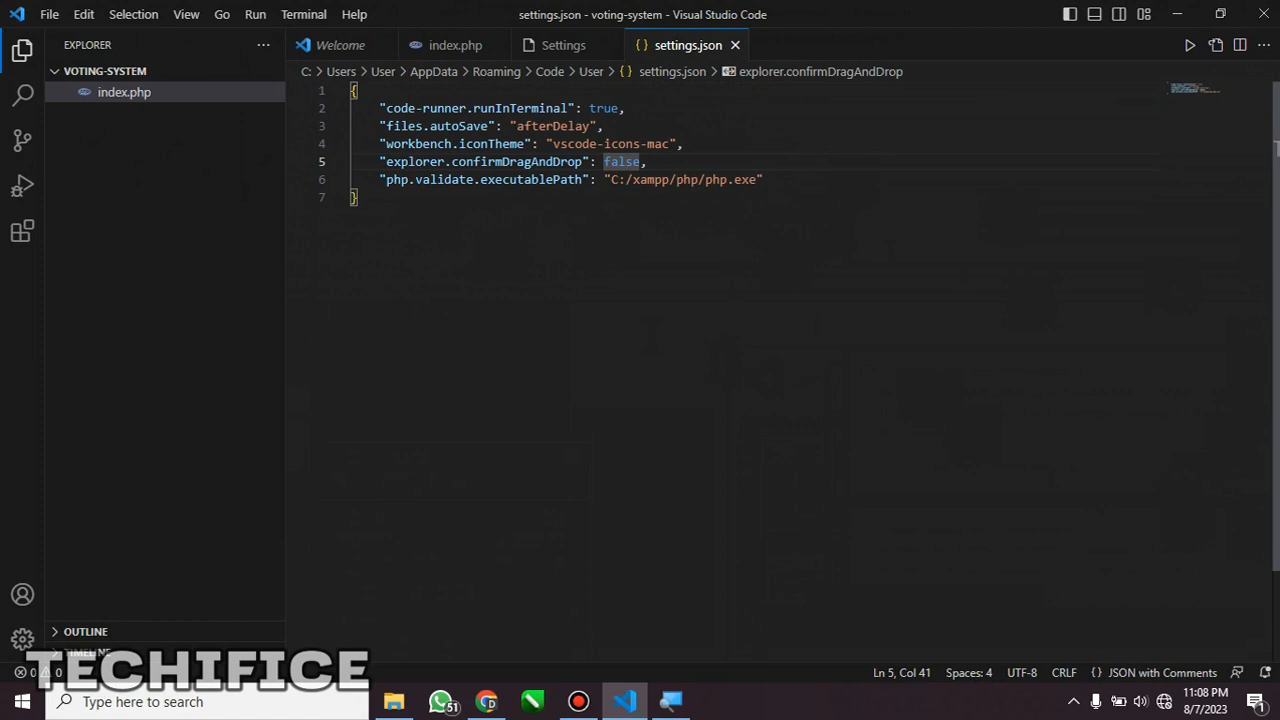 File Edit Selection View Go Run Terminal Help settings.json - voting-system - Visual Studio Code
EXPLORER Welcome index.php Settings {} settings.json
VOTING-SYSTEM C: > Users > User > AppData > Roaming > Code > User > {} settings.json > explorer.confirmDragAndDrop
index.php
1 {
2 "code-runner.runInTerminal": true,
3 "files.autoSave": "afterDelay",
4 "workbench.iconTheme": "vscode-icons-mac",
5 "explorer.confirmDragAndDrop": false,
6 "php.validate.executablePath": "C:/xampp/php/php.exe"
7 }
OUTLINE
TIMELINE
TECHIFICE
0 0 Ln 5, Col 41 Spaces: 4 UTF-8 CRLF {} JSON with Comments
Type here to search 51 D 11:08 PM
8/7/2023 1